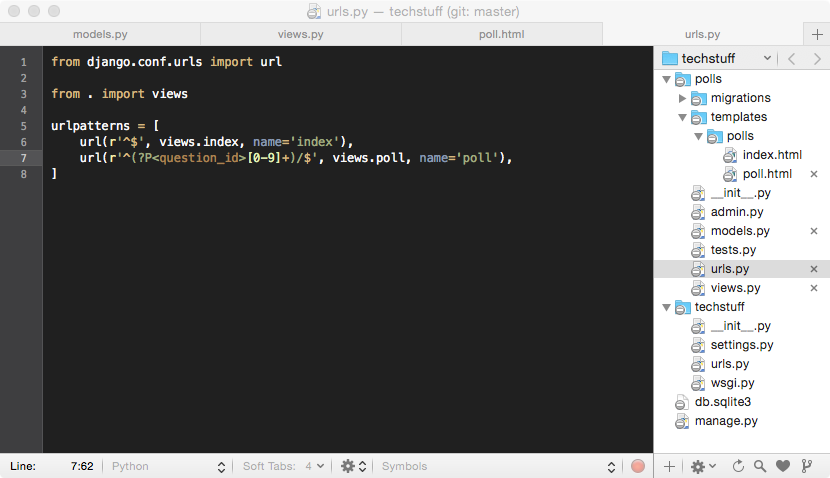 urls.py — techstuff (git: master)
models.py
views.py
poll.html
urls.py
1 from django.conf.urls import url
2
3 from . import views
4
5 urlpatterns = [
6     url(r'^$', views.index, name='index'),
7     url(r'^(?P<question_id>[0-9]+)/$', views.poll, name='poll'),
8 ]
techstuff
polls
migrations
templates
polls
index.html
poll.html
__init__.py
admin.py
models.py
tests.py
urls.py
views.py
techstuff
__init__.py
settings.py
urls.py
wsgi.py
db.sqlite3
manage.py
Line: 7:62 Python Soft Tabs: 4 Symbols